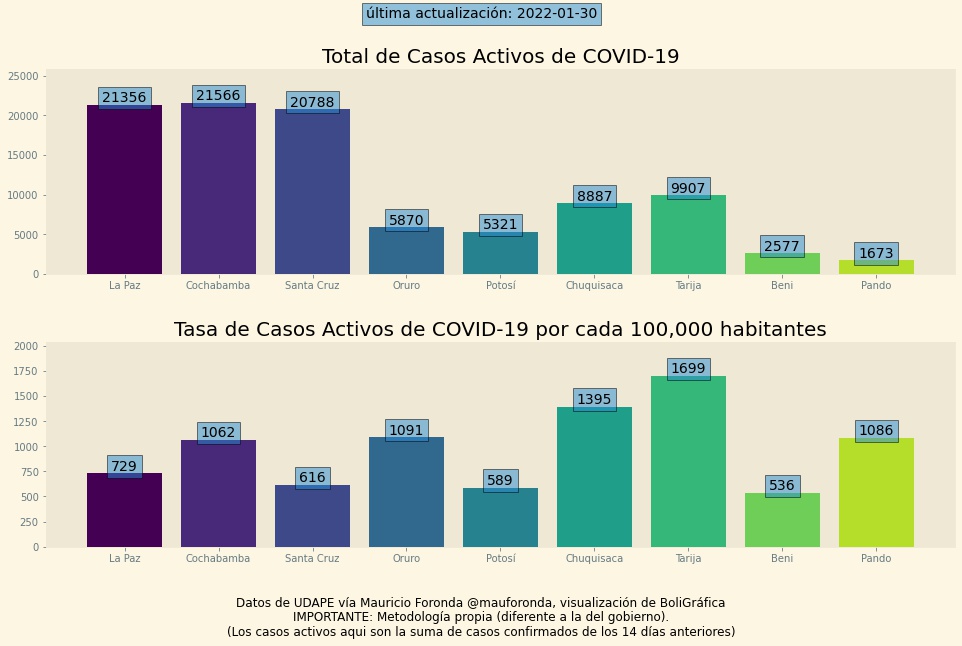 última actualización: 2022-01-30
Total de Casos Activos de COVID-19
25000
20000
15000
10000
5000
0
21356
21566
20788
5870
5321
8887
9907
2577
1673
La Paz
Cochabamba
Santa Cruz
Oruro
Potosí
Chuquisaca
Tarija
Beni
Pando
Tasa de Casos Activos de COVID-19 por cada 100,000 habitantes
2000
1750
1500
1250
1000
750
500
250
0
729
1062
616
1091
589
1395
1699
536
1086
La Paz
Cochabamba
Santa Cruz
Oruro
Potosí
Chuquisaca
Tarija
Beni
Pando
Datos de UDAPE vía Mauricio Foronda @mauforonda, visualización de BoliGráfica
IMPORTANTE: Metodología propia (diferente a la del gobierno).
(Los casos activos aqui son la suma de casos confirmados de los 14 días anteriores)